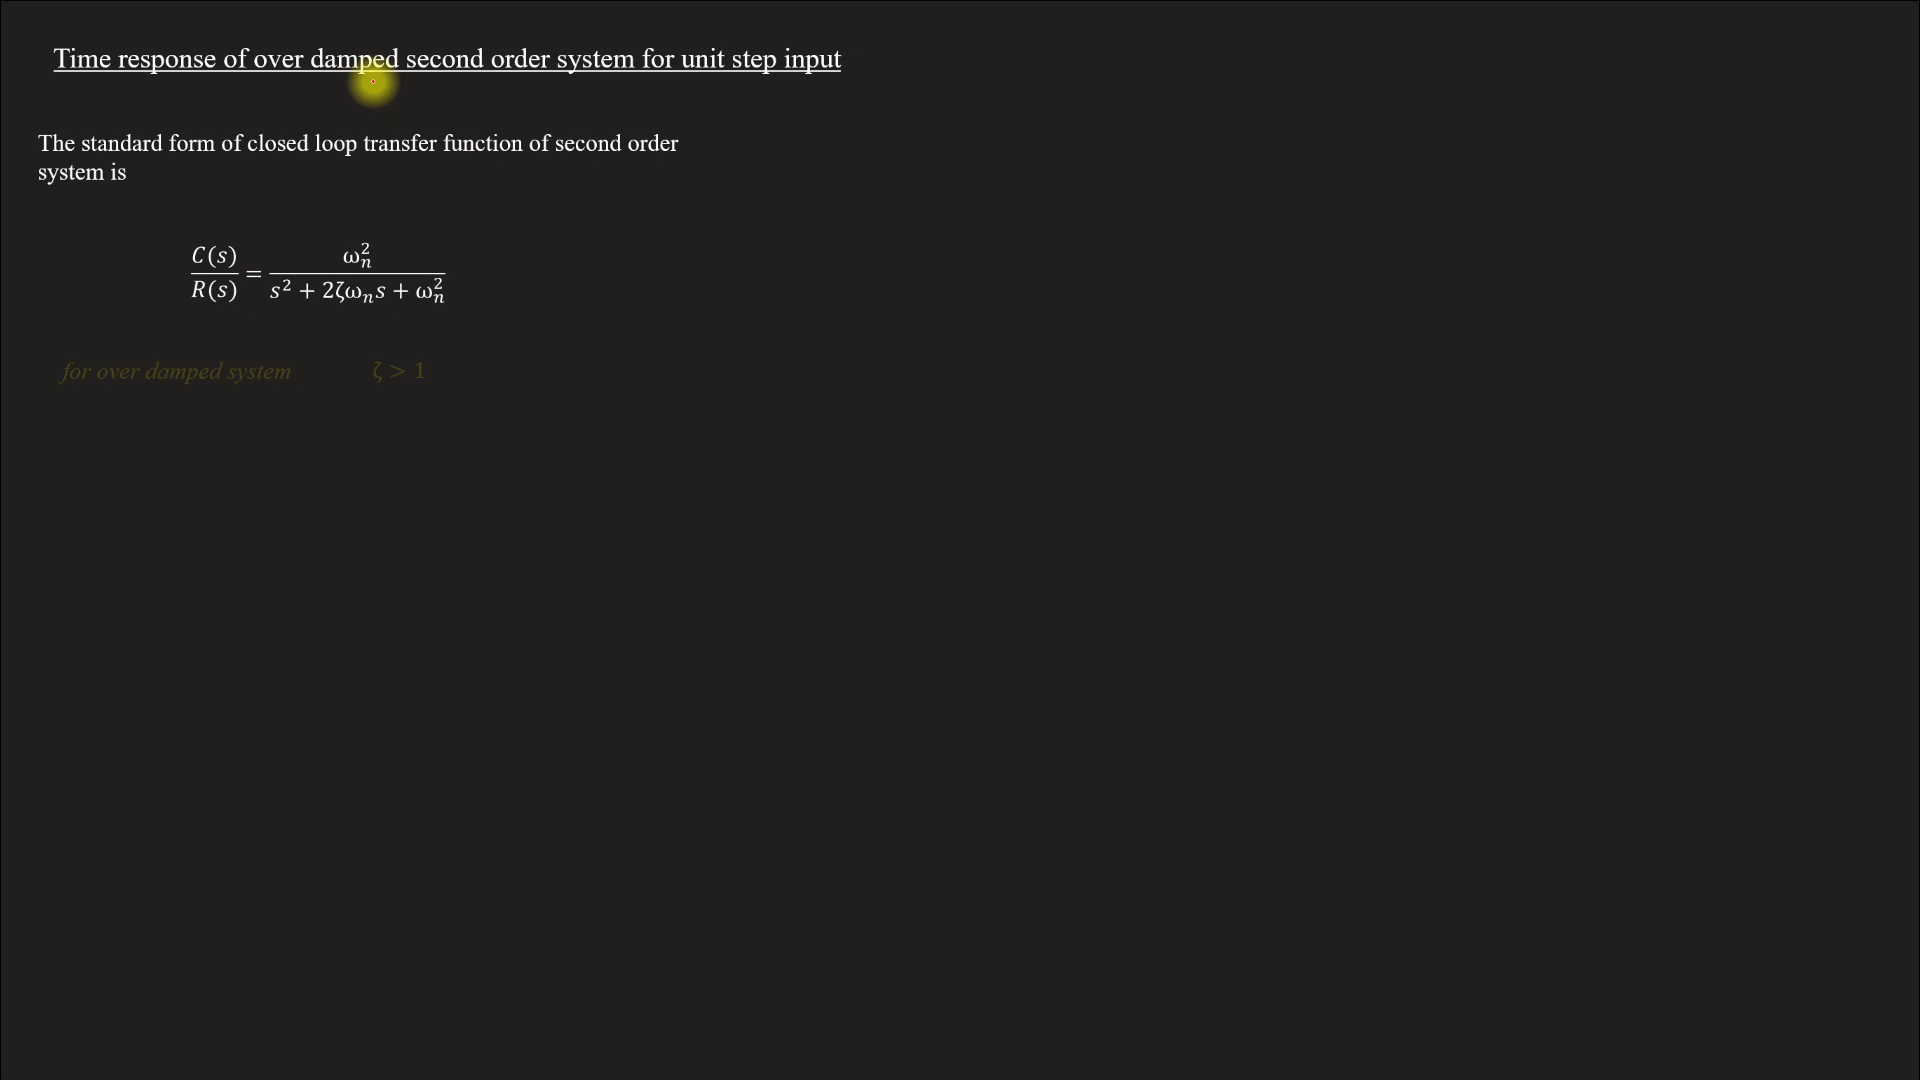 Time response of over damped second order system for unit step input
The standard form of closed loop transfer function of second order
system is
C(s)/R(s) = ω_n^2/(s^2 + 2ζω_n s + ω_n^2)
for over damped system ζ > 1